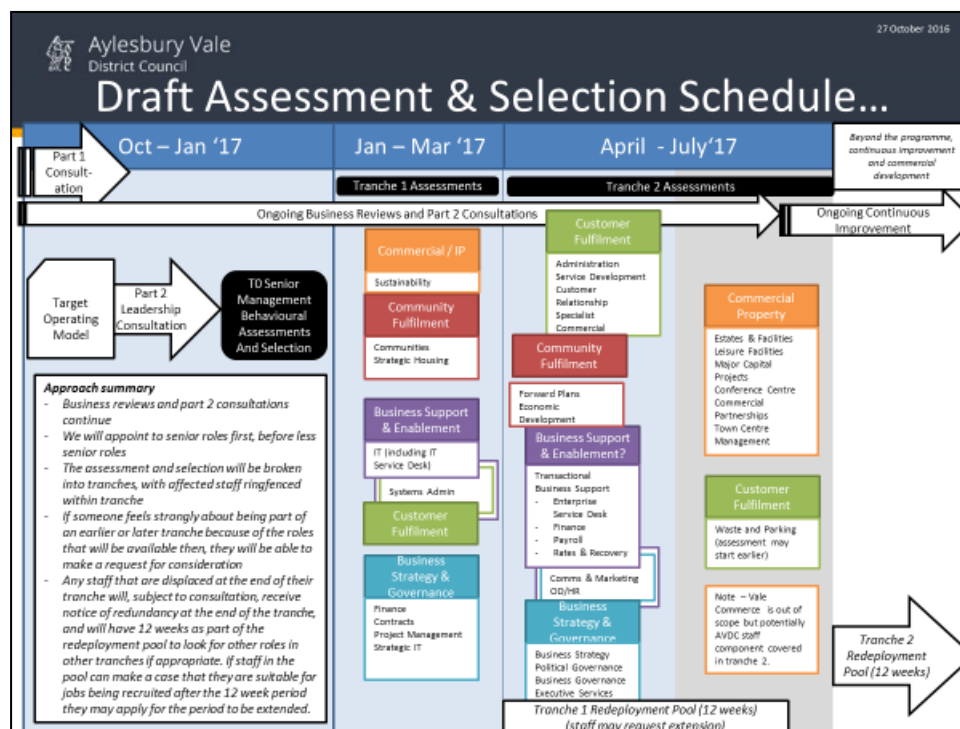 27 October 2016
Aylesbury Vale
District Council
Draft Assessment & Selection Schedule...
Oct – Jan '17
Jan – Mar '17
April - July'17
Beyond the programme,
continuous improvement
and commercial
development
Part 1
Consult-
ation
Tranche 1 Assessments
Tranche 2 Assessments
Ongoing Business Reviews and Part 2 Consultations
Ongoing Continuous
Improvement
Target
Operating
Model
Part 2
Leadership
Consultation
T0 Senior
Management
Behavioural
Assessments
And Selection
Approach summary
- Business reviews and part 2 consultations
continue
- We will appoint to senior roles first, before less
senior roles
- The assessment and selection will be broken
into tranches, with affected staff ringfenced
within tranche
- If someone feels strongly about being part of
an earlier or later tranche because of the roles
that will be available then, they will be able to
make a request for consideration
- Any staff that are displaced at the end of their
tranche will, subject to consultation, receive
notice of redundancy at the end of the tranche,
and will have 12 weeks as part of the
redeployment pool to look for other roles in
other tranches if appropriate. If staff in the
pool can make a case that they are suitable for
jobs being recruited after the 12 week period
they may apply for the period to be extended.
Commercial / IP
Sustainability
Community
Fulfilment
Communities
Strategic Housing
Business Support
& Enablement
IT (including IT
Service Desk)
Systems Admin
Customer
Fulfilment
Business
Strategy &
Governance
Finance
Contracts
Project Management
Strategic IT
Customer
Fulfilment
Administration
Service Development
Customer
Relationship
Specialist
Commercial
Community
Fulfilment
Forward Plans
Economic
Development
Business Support
& Enablement?
Transactional
Business Support
- Enterprise
Service Desk
- Finance
- Payroll
- Rates & Recovery
Comms & Marketing
OD/HR
Business
Strategy &
Governance
Business Strategy
Political Governance
Business Governance
Executive Services
Tranche 1 Redeployment Pool (12 weeks)
(staff may request extension)
Commercial
Property
Estates & Facilities
Leisure Facilities
Major Capital
Projects
Conference Centre
Commercial
Partnerships
Town Centre
Management
Customer
Fulfilment
Waste and Parking
(assessment may
start earlier)
Note – Vale
Commerce is out of
scope but potentially
AVDC staff
component covered
in tranche 2.
Tranche 2
Redeployment
Pool (12 weeks)